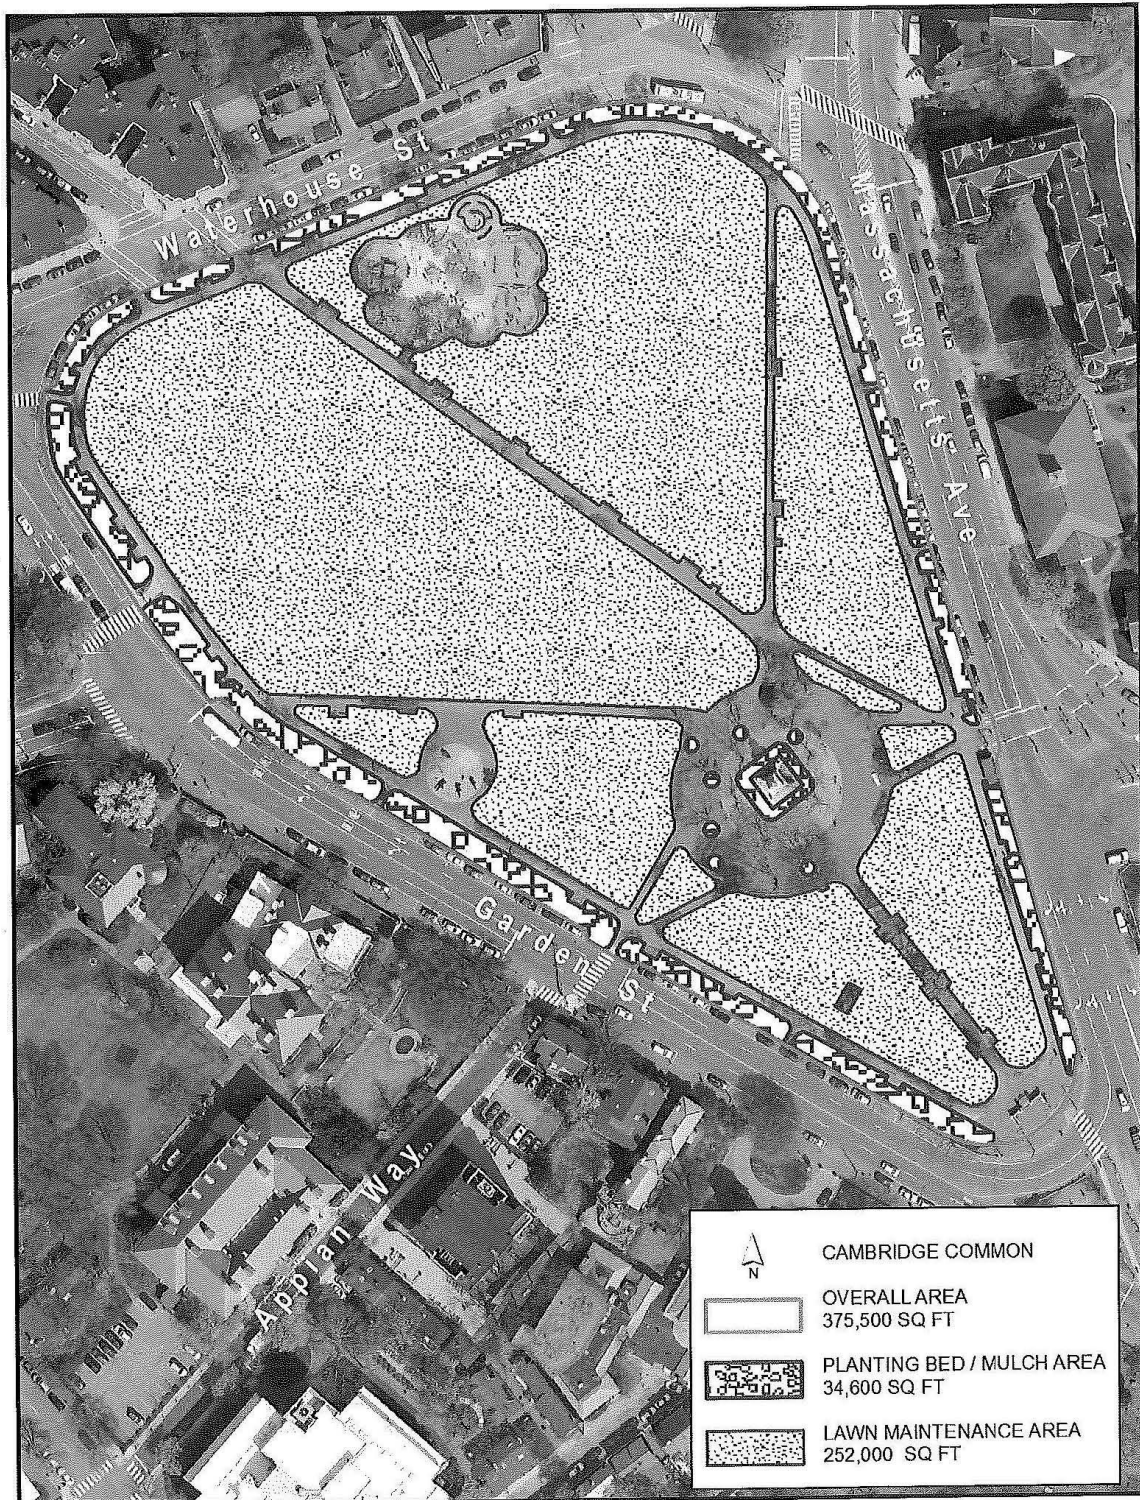 Waterhouse St
Massachusetts Ave
Garden St
Appian Way
N
CAMBRIDGE COMMON
OVERALL AREA
375,500 SQ FT
PLANTING BED / MULCH AREA
34,600 SQ FT
LAWN MAINTENANCE AREA
252,000 SQ FT